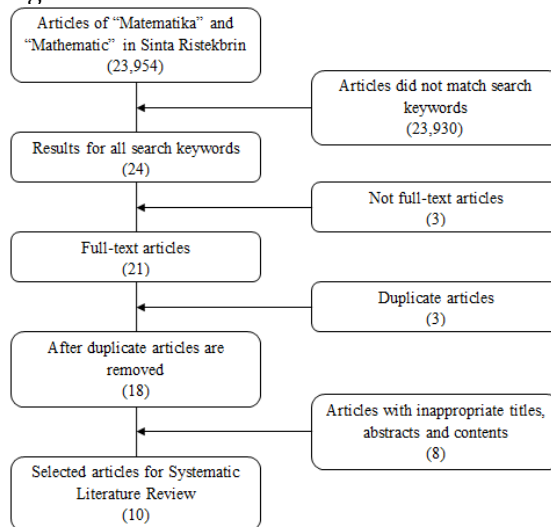 Articles of “Matematika” and
“Mathematic” in Sinta Ristekbrin
(23,954)
Articles did not match search
keywords
(23,930)
Results for all search keywords
(24)
Not full-text articles
(3)
Full-text articles
(21)
Duplicate articles
(3)
After duplicate articles are
removed
(18)
Articles with inappropriate titles,
abstracts and contents
(8)
Selected articles for Systematic
Literature Review
(10)